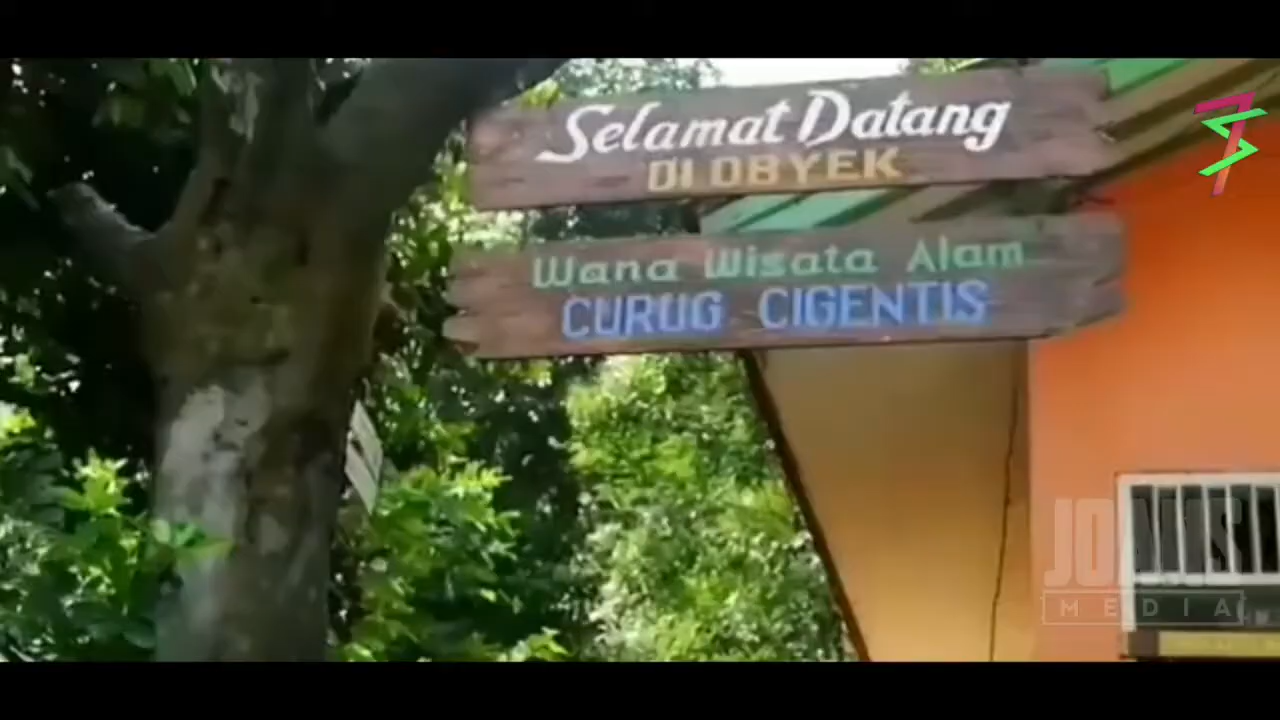 Selamat Datang
DI OBYEK
Wana Wisata Alam
CURUG CIGENTIS
MEDIA